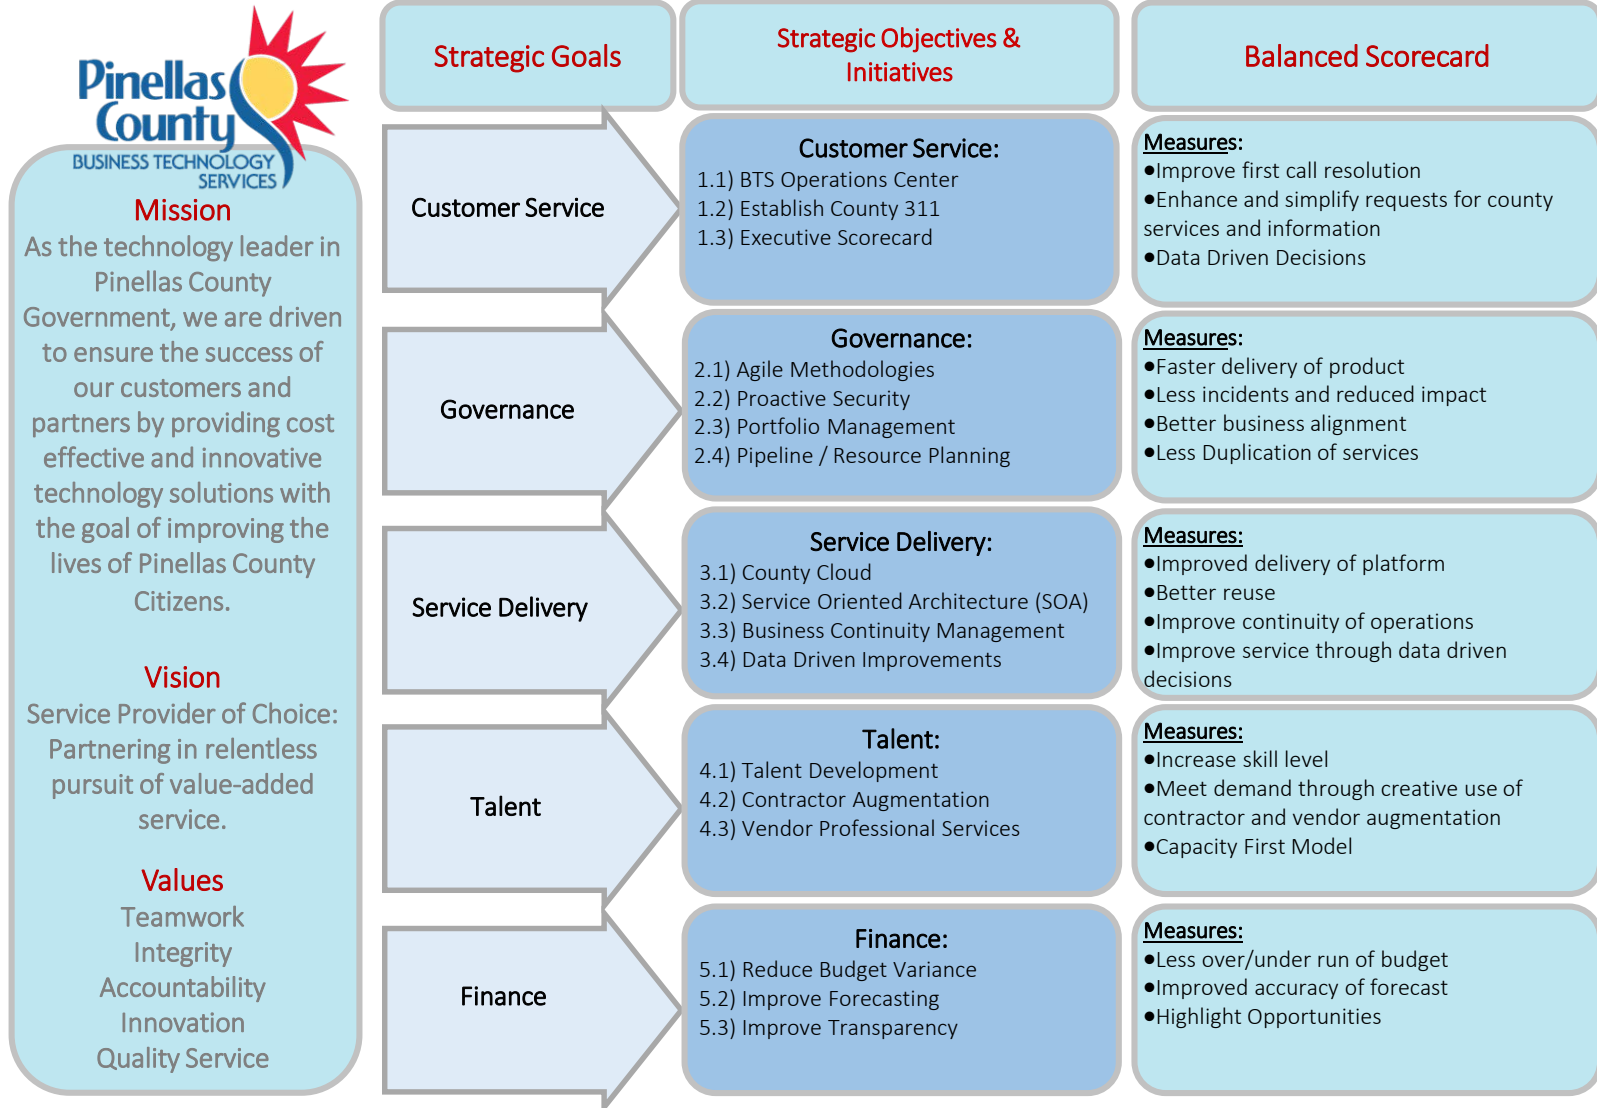 Pinellas
County
BUSINESS TECHNOLOGY
SERVICES
Mission
As the technology leader in
Pinellas County
Government, we are driven
to ensure the success of
our customers and
partners by providing cost
effective and innovative
technology solutions with
the goal of improving the
lives of Pinellas County
Citizens.
Vision
Service Provider of Choice:
Partnering in relentless
pursuit of value-added
service.
Values
Teamwork
Integrity
Accountability
Innovation
Quality Service
Strategic Goals
Strategic Objectives &
Initiatives
Balanced Scorecard
Customer Service
Customer Service:
1.1) BTS Operations Center
1.2) Establish County 311
1.3) Executive Scorecard
Measures:
●Improve first call resolution
●Enhance and simplify requests for county
services and information
●Data Driven Decisions
Governance
Governance:
2.1) Agile Methodologies
2.2) Proactive Security
2.3) Portfolio Management
2.4) Pipeline / Resource Planning
Measures:
●Faster delivery of product
●Less incidents and reduced impact
●Better business alignment
●Less Duplication of services
Service Delivery
Service Delivery:
3.1) County Cloud
3.2) Service Oriented Architecture (SOA)
3.3) Business Continuity Management
3.4) Data Driven Improvements
Measures:
●Improved delivery of platform
●Better reuse
●Improve continuity of operations
●Improve service through data driven
decisions
Talent
Talent:
4.1) Talent Development
4.2) Contractor Augmentation
4.3) Vendor Professional Services
Measures:
●Increase skill level
●Meet demand through creative use of
contractor and vendor augmentation
●Capacity First Model
Finance
Finance:
5.1) Reduce Budget Variance
5.2) Improve Forecasting
5.3) Improve Transparency
Measures:
●Less over/under run of budget
●Improved accuracy of forecast
●Highlight Opportunities